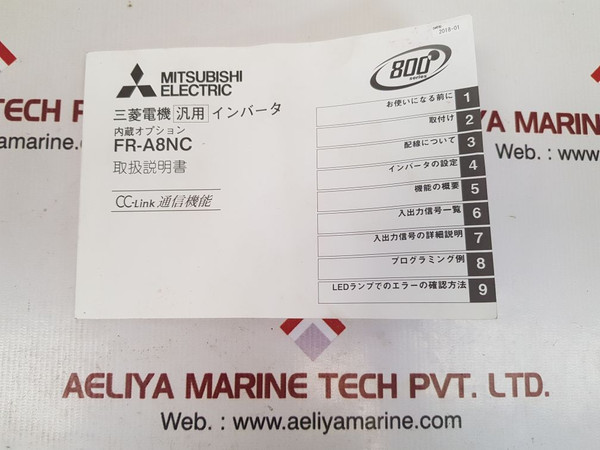 MITSUBISHI
ELECTRIC
三菱電機 汎用 インバータ
内蔵オプション
FR-A8NC
取扱説明書
CC-Link 通信機能
2018-01
800
series
お使いになる前に 1
取付け 2
配線について 3
インバータの設定 4
機能の概要 5
入出力信号一覧 6
入出力信号の詳細説明 7
プログラミング例 8
LEDランプでのエラーの確認方法 9
ECH P
amarine.com
IYA MARINE
Web. : www.
AELIYA MARINE TECH PVT. LTD.
Web. : www.aeliyamarine.com